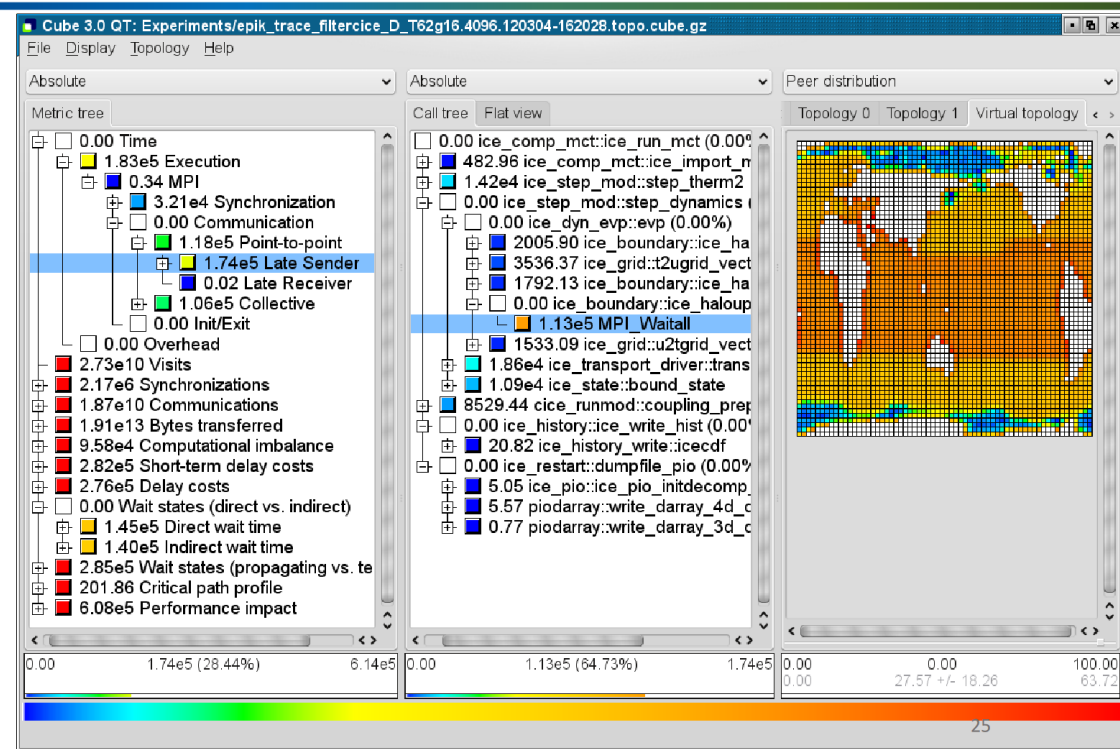 Cube 3.0 QT: Experiments/epik_trace_filtercice_D_T62g16.4096.120304-162028.topo.cube.gz
File Display Topology Help
Absolute
Metric tree
0.00 Time
1.83e5 Execution
0.34 MPI
3.21e4 Synchronization
0.00 Communication
1.18e5 Point-to-point
1.74e5 Late Sender
0.02 Late Receiver
1.06e5 Collective
0.00 Init/Exit
0.00 Overhead
2.73e10 Visits
2.17e6 Synchronizations
1.87e10 Communications
1.91e13 Bytes transferred
9.58e4 Computational imbalance
2.82e5 Short-term delay costs
2.76e5 Delay costs
0.00 Wait states (direct vs. indirect)
1.45e5 Direct wait time
1.40e5 Indirect wait time
2.85e5 Wait states (propagating vs. te
201.86 Critical path profile
6.08e5 Performance impact
0.00 1.74e5 (28.44%) 6.14e5
Absolute
Call tree Flat view
0.00 ice_comp_mct::ice_run_mct (0.00%
482.96 ice_comp_mct::ice_import_m
1.42e4 ice_step_mod::step_therm2
0.00 ice_step_mod::step_dynamics (
0.00 ice_dyn_evp::evp (0.00%)
2005.90 ice_boundary::ice_ha
3536.37 ice_grid::t2ugrid_vect
1792.13 ice_boundary::ice_ha
0.00 ice_boundary::ice_haloup
1.13e5 MPI_Waitall
1533.09 ice_grid::u2tgrid_vect
1.86e4 ice_transport_driver::trans
1.09e4 ice_state::bound_state
8529.44 cice_runmod::coupling_prep
0.00 ice_history::ice_write_hist (0.00%
20.82 ice_history_write::icecdf
0.00 ice_restart::dumpfile_pio (0.00%
5.05 ice_pio::ice_pio_initdecomp_
5.57 piodarray::write_darray_4d_c
0.77 piodarray::write_darray_3d_c
0.00 1.13e5 (64.73%) 1.74e5
Peer distribution
Topology 0 Topology 1 Virtual topology
0.00 0.00 100.00
0.00 27.57 +/- 18.26 63.72
25